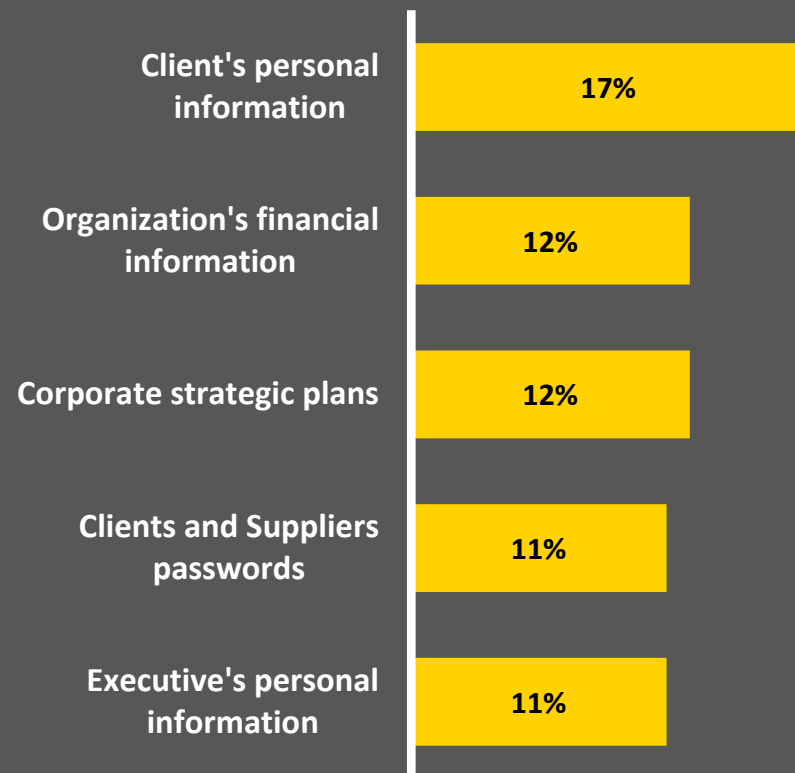 Client's personal
information
17%
Organization's financial
information
12%
Corporate strategic plans
12%
Clients and Suppliers
passwords
11%
Executive's personal
information
11%